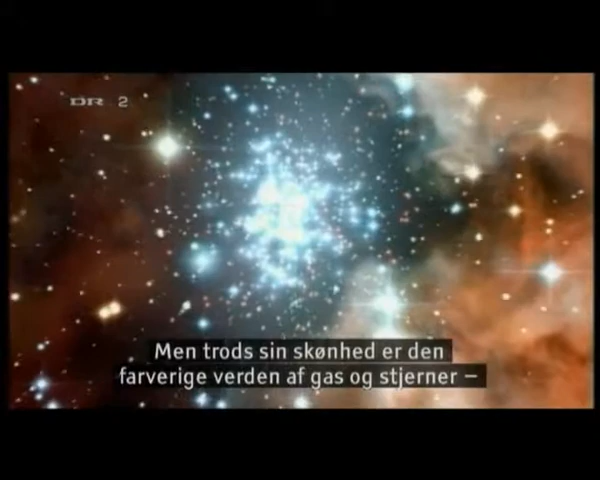 DR 2
Men trods sin skønhed er den
farverige verden af gas og stjerner –